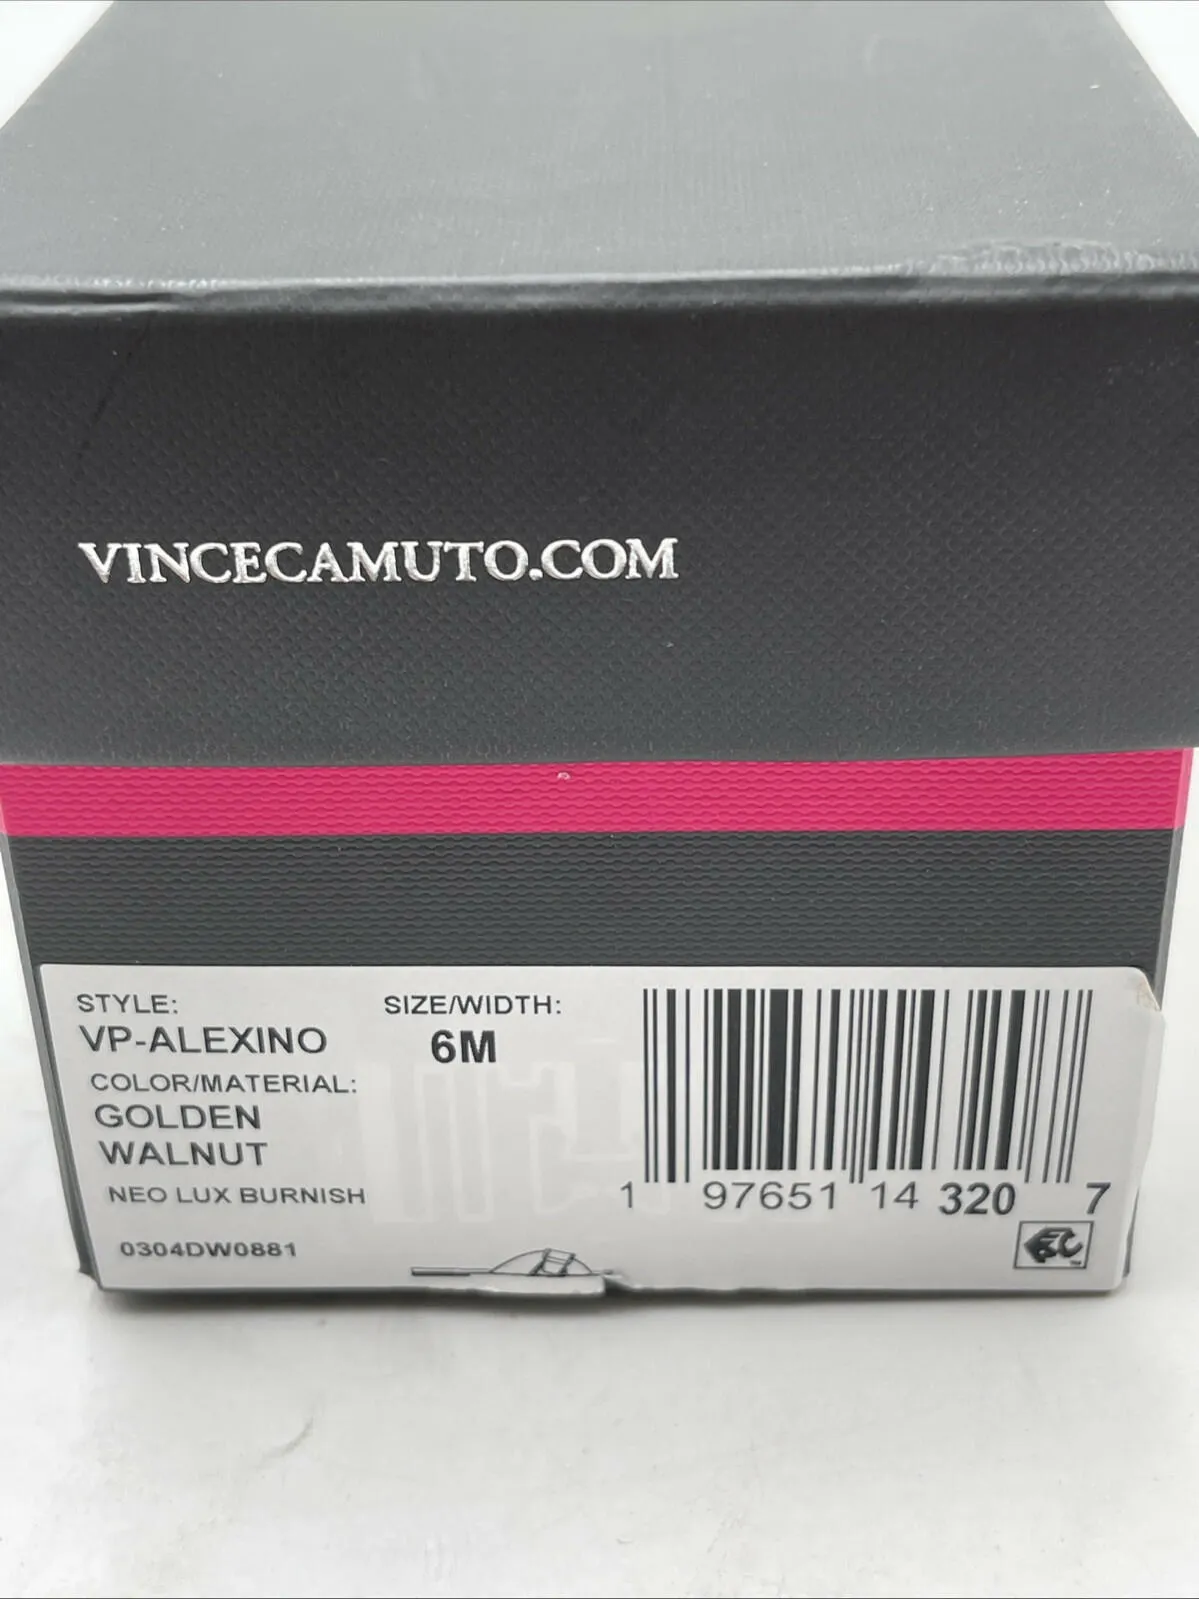 VINCECAMUTO.COM
STYLE:
VP-ALEXINO
SIZE/WIDTH:
6M
COLOR/MATERIAL:
GOLDEN
WALNUT
NEO LUX BURNISH
0304DW0881
1 97651 14 320 7